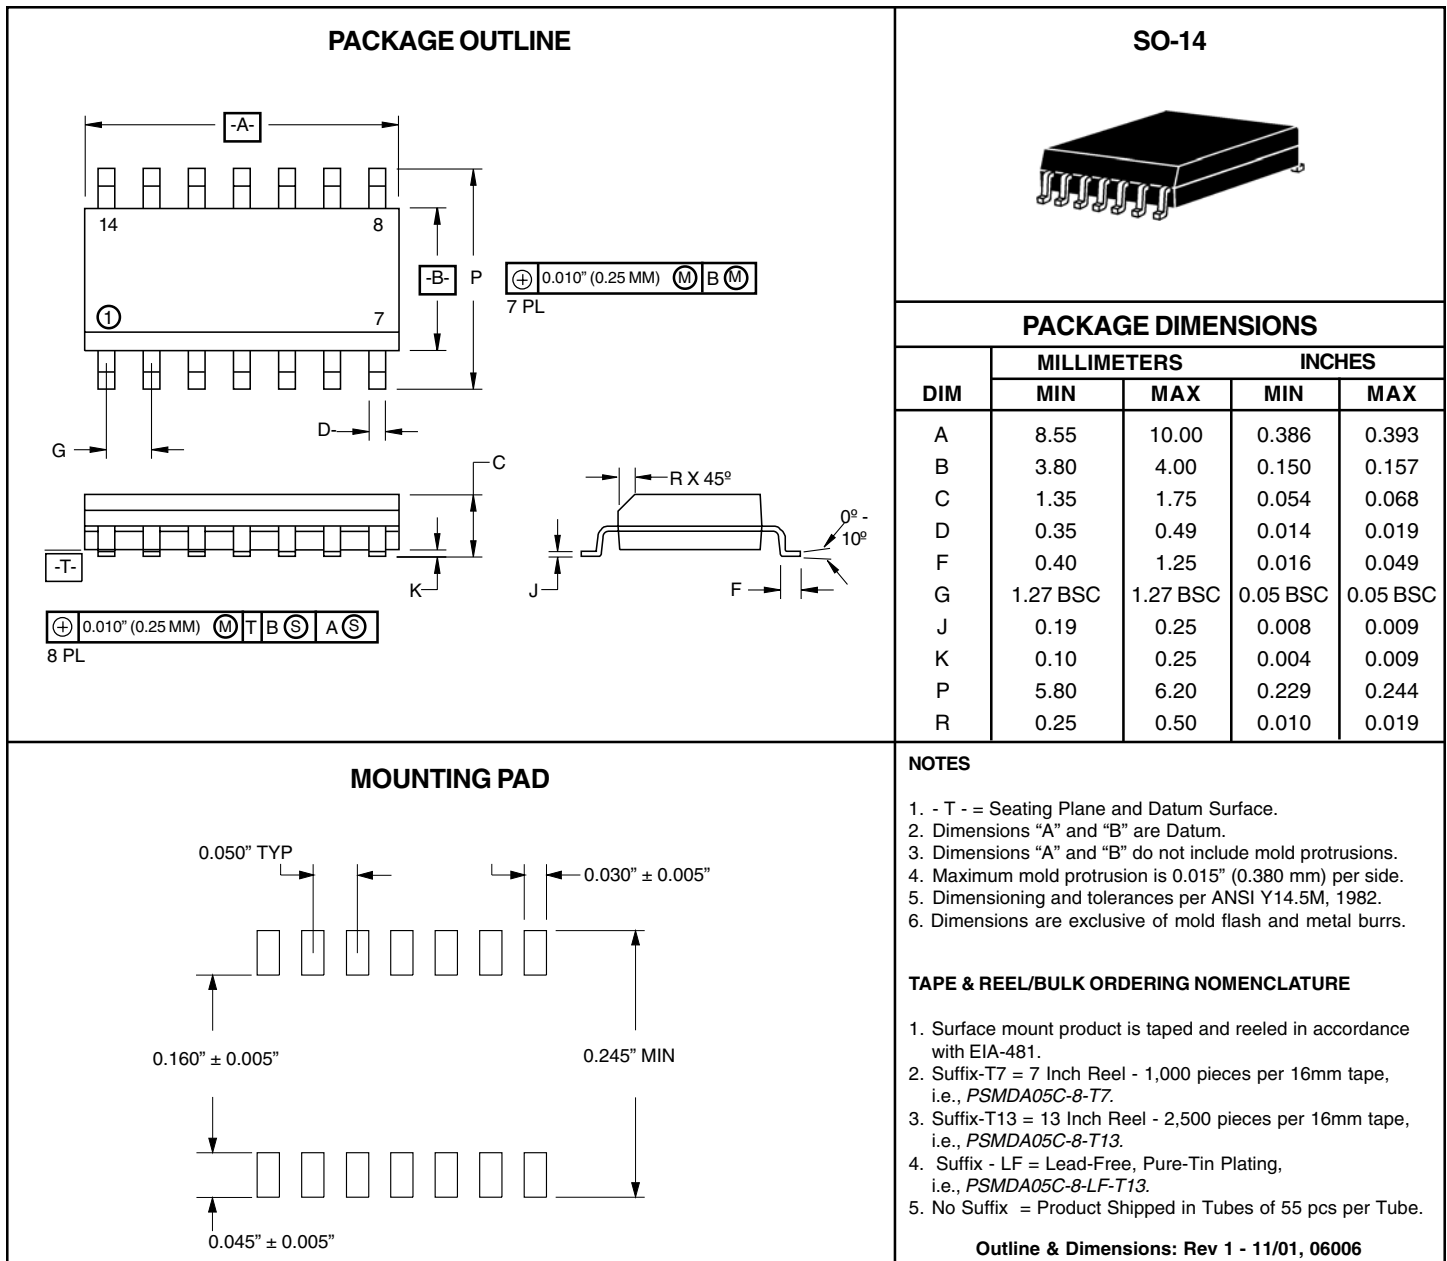 PACKAGE OUTLINE
-A-
14
8
1
7
-B-
P
0.010" (0.25 MM) M B M
7 PL
G
D-
C
-T-
K
0.010" (0.25 MM) M T B S A S
8 PL
R X 45º
0º -
10º
J
F
SO-14
PACKAGE DIMENSIONS
MILLIMETERS INCHES
DIM MIN MAX MIN MAX
A 8.55 10.00 0.386 0.393
B 3.80 4.00 0.150 0.157
C 1.35 1.75 0.054 0.068
D 0.35 0.49 0.014 0.019
F 0.40 1.25 0.016 0.049
G 1.27 BSC 1.27 BSC 0.05 BSC 0.05 BSC
J 0.19 0.25 0.008 0.009
K 0.10 0.25 0.004 0.009
P 5.80 6.20 0.229 0.244
R 0.25 0.50 0.010 0.019
MOUNTING PAD
0.050” TYP
0.030” ± 0.005”
0.160” ± 0.005”
0.245” MIN
0.045” ± 0.005”
NOTES
1. - T - = Seating Plane and Datum Surface.
2. Dimensions “A” and “B” are Datum.
3. Dimensions “A” and “B” do not include mold protrusions.
4. Maximum mold protrusion is 0.015” (0.380 mm) per side.
5. Dimensioning and tolerances per ANSI Y14.5M, 1982.
6. Dimensions are exclusive of mold flash and metal burrs.
TAPE & REEL/BULK ORDERING NOMENCLATURE
1. Surface mount product is taped and reeled in accordance
with EIA-481.
2. Suffix-T7 = 7 Inch Reel - 1,000 pieces per 16mm tape,
i.e., PSMDA05C-8-T7.
3. Suffix-T13 = 13 Inch Reel - 2,500 pieces per 16mm tape,
i.e., PSMDA05C-8-T13.
4. Suffix - LF = Lead-Free, Pure-Tin Plating,
i.e., PSMDA05C-8-LF-T13.
5. No Suffix = Product Shipped in Tubes of 55 pcs per Tube.
Outline & Dimensions: Rev 1 - 11/01, 06006